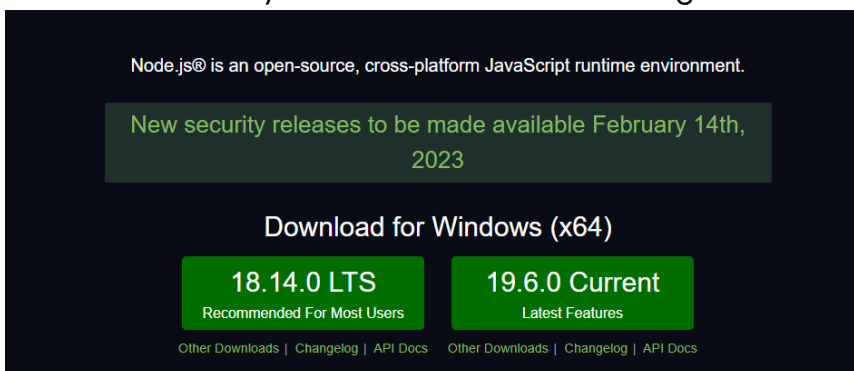 Node.js® is an open-source, cross-platform JavaScript runtime environment.
New security releases to be made available February 14th,
2023
Download for Windows (x64)
18.14.0 LTS
Recommended For Most Users
19.6.0 Current
Latest Features
Other Downloads | Changelog | API Docs
Other Downloads | Changelog | API Docs